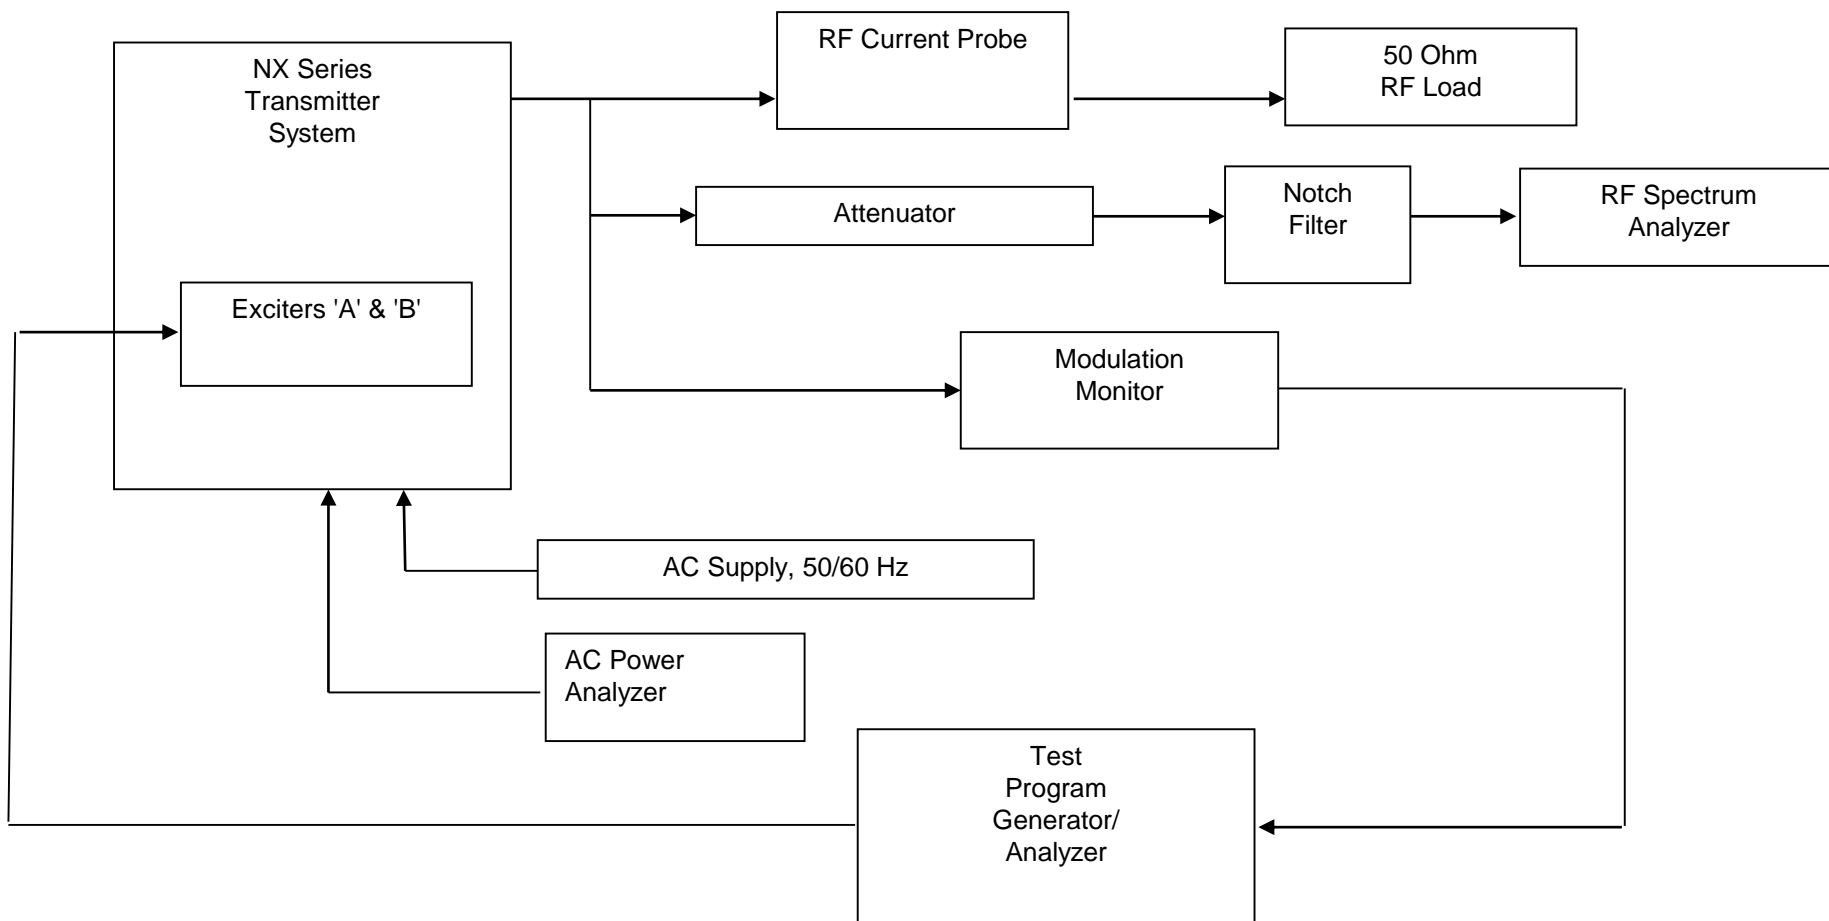 NX Series
Transmitter
System
RF Current Probe
50 Ohm
RF Load
Attenuator
Notch
Filter
RF Spectrum
Analyzer
Exciters 'A' & 'B'
Modulation
Monitor
AC Supply, 50/60 Hz
AC Power
Analyzer
Test
Program
Generator/
Analyzer